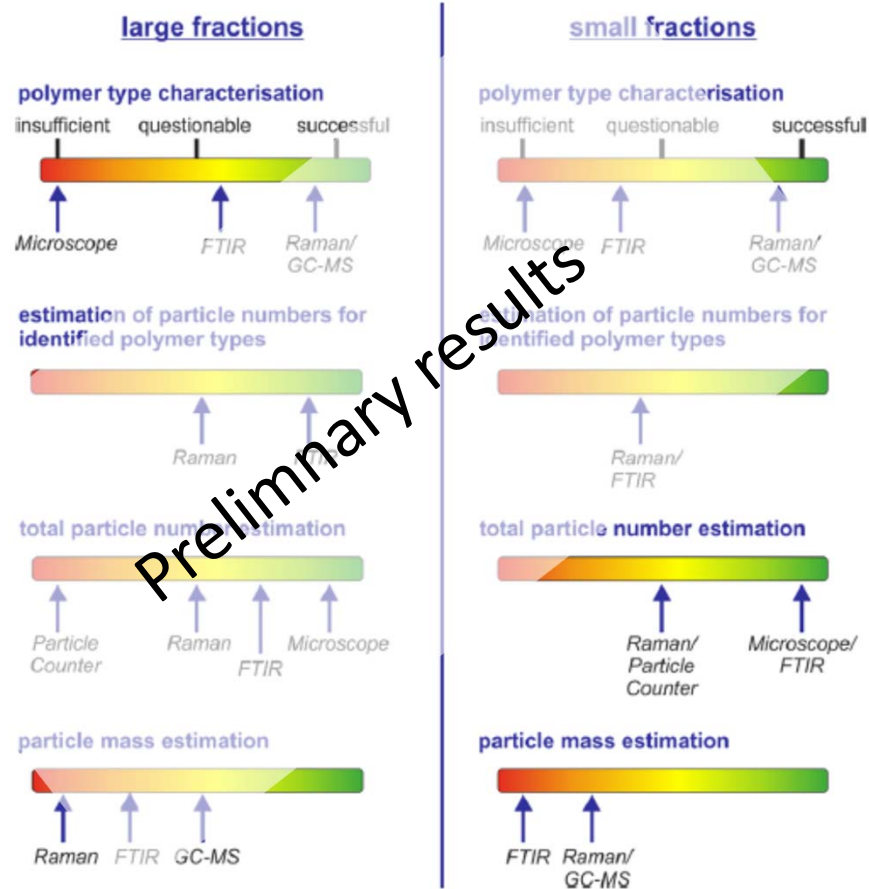 large fractions
polymer type characterisation
insufficient questionable successful
Microscope FTIR Raman/
GC-MS
estimation of particle numbers for
identified polymer types
Raman FTIR
total particle number estimation
Particle
Counter
Raman
FTIR
Microscope
particle mass estimation
Raman FTIR GC-MS
small fractions
polymer type characterisation
insufficient questionable successful
Microscope FTIR Raman/
GC-MS
estimation of particle numbers for
identified polymer types
Raman/
FTIR
total particle number estimation
Raman/
Particle
Counter
Microscope/
FTIR
particle mass estimation
FTIR Raman/
GC-MS
Prelimnary results